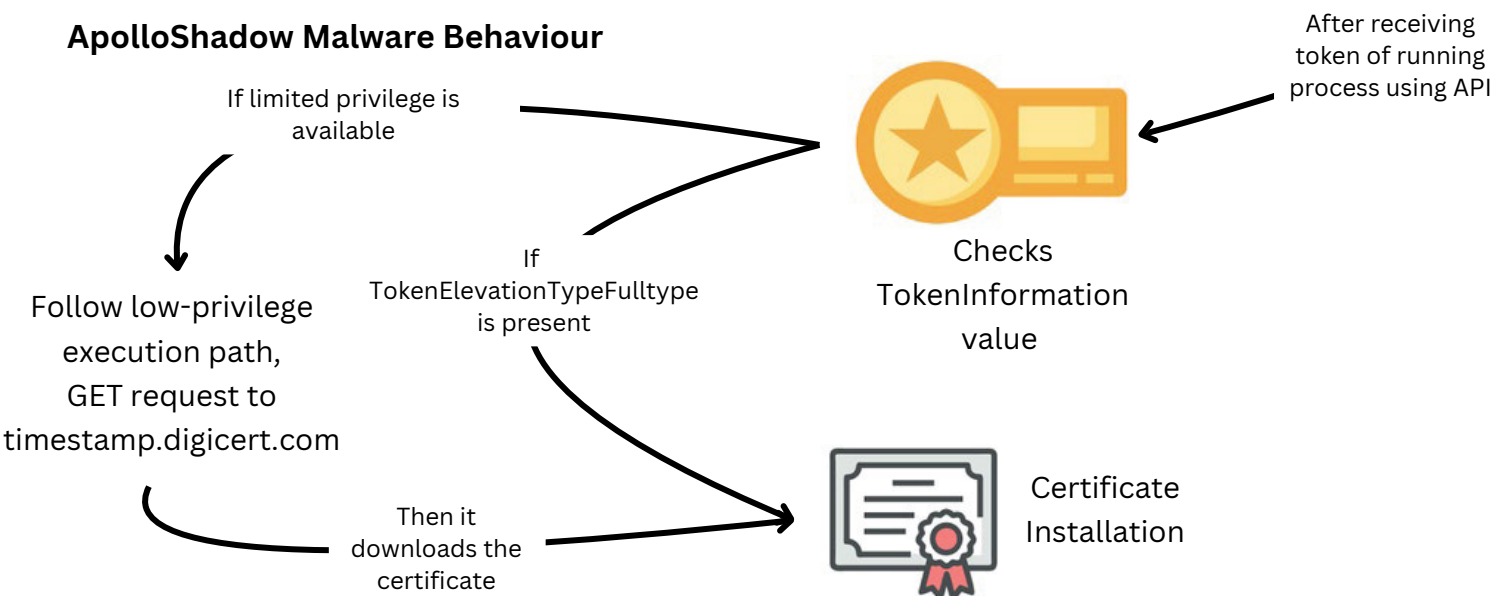 ApolloShadow Malware Behaviour
After receiving
token of running
process using API
If limited privilege is
available
Checks
TokenInformation
value
If
TokenElevationTypeFulltype
is present
Follow low-privilege
execution path,
GET request to
timestamp.digicert.com
Then it
downloads the
certificate
Certificate
Installation